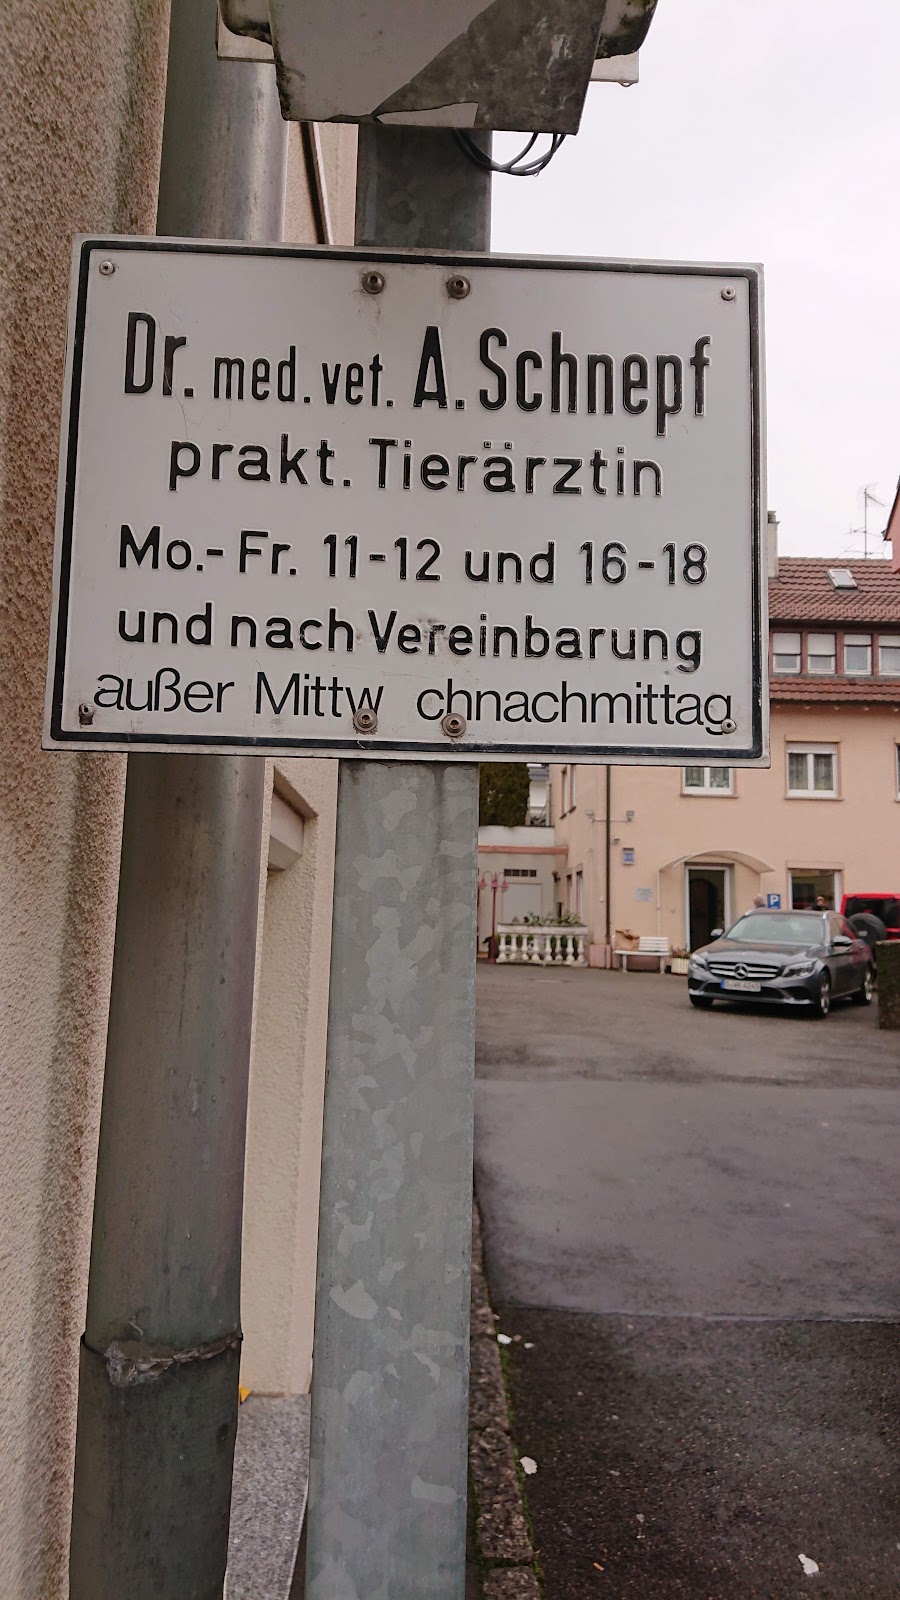 Dr. med. vet. A. Schnepf
prakt. Tierärztin
Mo.- Fr. 11-12 und 16-18
und nach Vereinbarung
außer Mittw chnachmittag
P